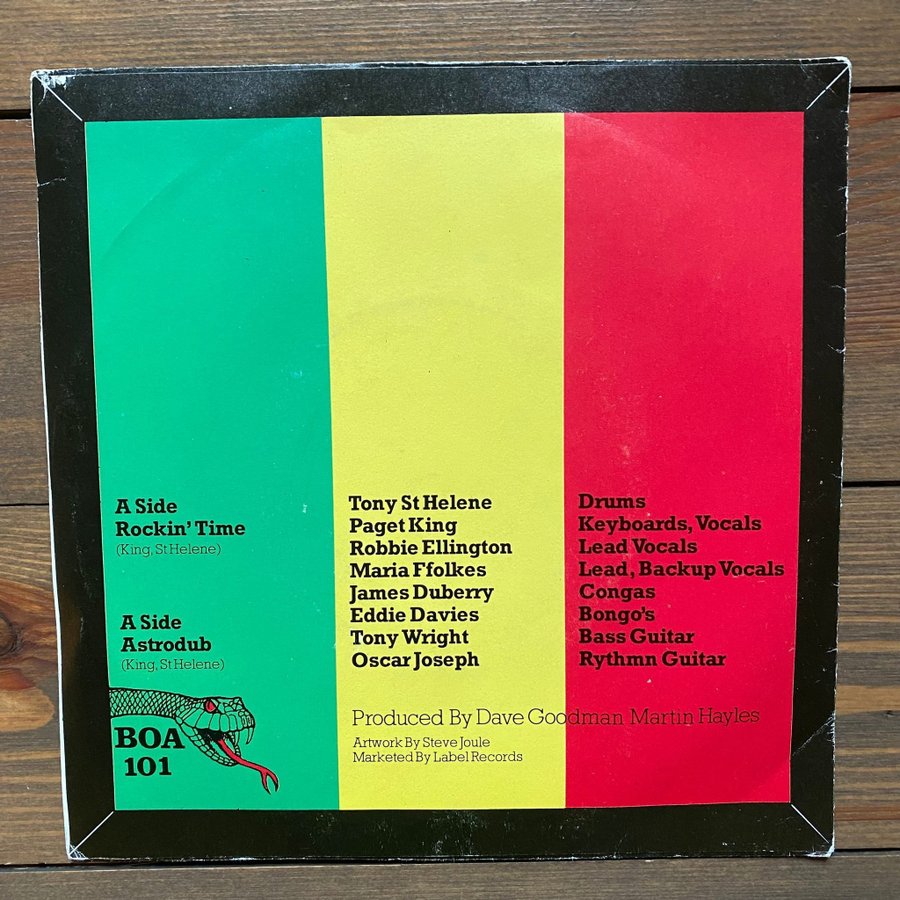 A Side
Rockin' Time
(King, St Helene)
A Side
Astrodub
(King, St Helene)
BOA
101
Tony St Helene
Paget King
Robbie Ellington
Maria Ffolkes
James Duberry
Eddie Davies
Tony Wright
Oscar Joseph
Drums
Keyboards, Vocals
Lead Vocals
Lead, Backup Vocals
Congas
Bongo's
Bass Guitar
Rythmn Guitar
Produced By Dave Goodman Martin Hayles
Artwork By Steve Joule
Marketed By Label Records